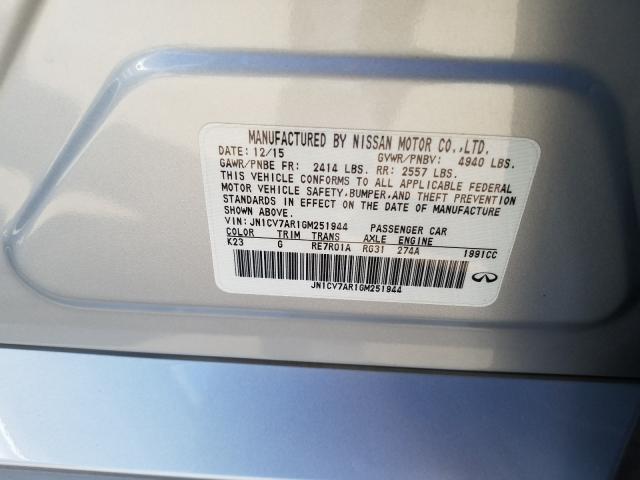 MANUFACTURED BY NISSAN MOTOR CO.,LTD.
DATE: 12/15 GVWR/PNBV: 4940 LBS.
GAWR/PNBE FR: 2414 LBS. RR: 2557 LBS.
THIS VEHICLE CONFORMS TO ALL APPLICABLE FEDERAL
MOTOR VEHICLE SAFETY,BUMPER,AND THEFT PREVENTION
STANDARDS IN EFFECT ON THE DATE OF MANUFACTURE
SHOWN ABOVE.
VIN: JN1CV7AR1GM251944 PASSENGER CAR
COLOR TRIM TRANS AXLE ENGINE
K23 G RE7R01A RG31 274A 1991CC
JN1CV7AR1GM251944